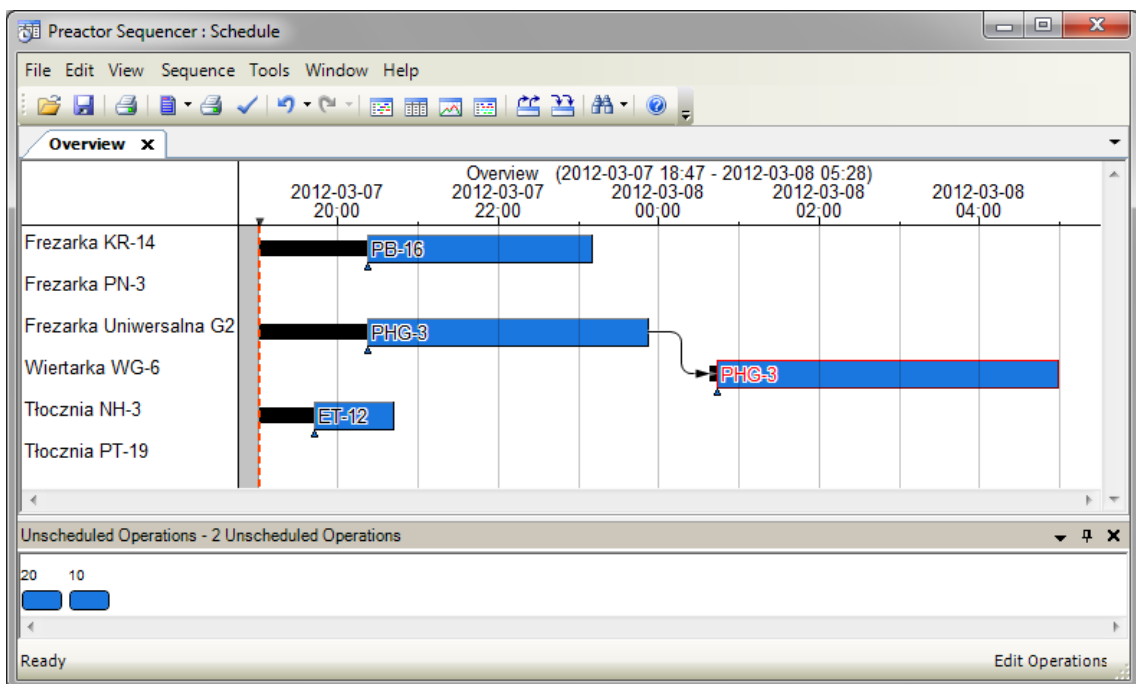 Preactor Sequencer : Schedule
File Edit View Sequence Tools Window Help
Overview X
Overview (2012-03-07 18:47 - 2012-03-08 05:28)
2012-03-07 2012-03-07 2012-03-08 2012-03-08 2012-03-08
20:00 22:00 00:00 02:00 04:00
Frezarka KR-14 PB-16
Frezarka PN-3
Frezarka Uniwersalna G2 PHG-3
Wiertarka WG-6 PHG-3
Tłocznia NH-3 ET-12
Tłocznia PT-19
Unscheduled Operations - 2 Unscheduled Operations
20 10
Ready Edit Operations